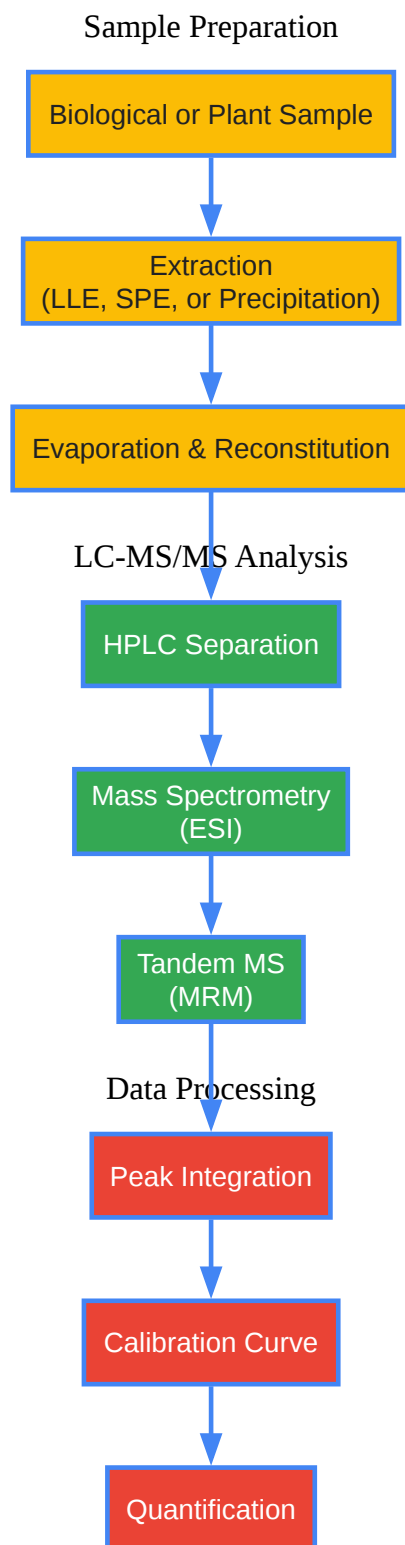 Sample Preparation
Biological or Plant Sample
Extraction
(LLE, SPE, or Precipitation)
Evaporation & Reconstitution
LC-MS/MS Analysis
HPLC Separation
Mass Spectrometry
(ESI)
Tandem MS
(MRM)
Data Processing
Peak Integration
Calibration Curve
Quantification